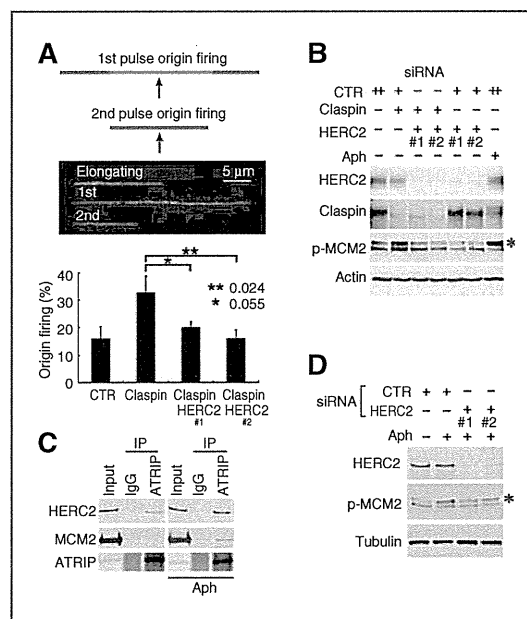 A
1st pulse origin firing
2nd pulse origin firing
Elongating
5 μm
1st
2nd
Origin firing (%)
40
30
20
10
0
**
*
** 0.024
* 0.055
CTR
Claspin
Claspin HERC2 #1
Claspin HERC2 #2
B
siRNA
CTR ++ + + + + + ++
Claspin − + + + − − −
HERC2 − − + + + + −
#1 #2 #1 #2
Aph − − − − − − +
HERC2
Claspin
p-MCM2 *
Actin
C
IP IP
Input IgG ATRIP Input IgG ATRIP
HERC2
MCM2
ATRIP
Aph
D
siRNA
CTR + + − −
HERC2 − − + +
#1 #2
Aph − + + +
HERC2
p-MCM2 *
Tubulin